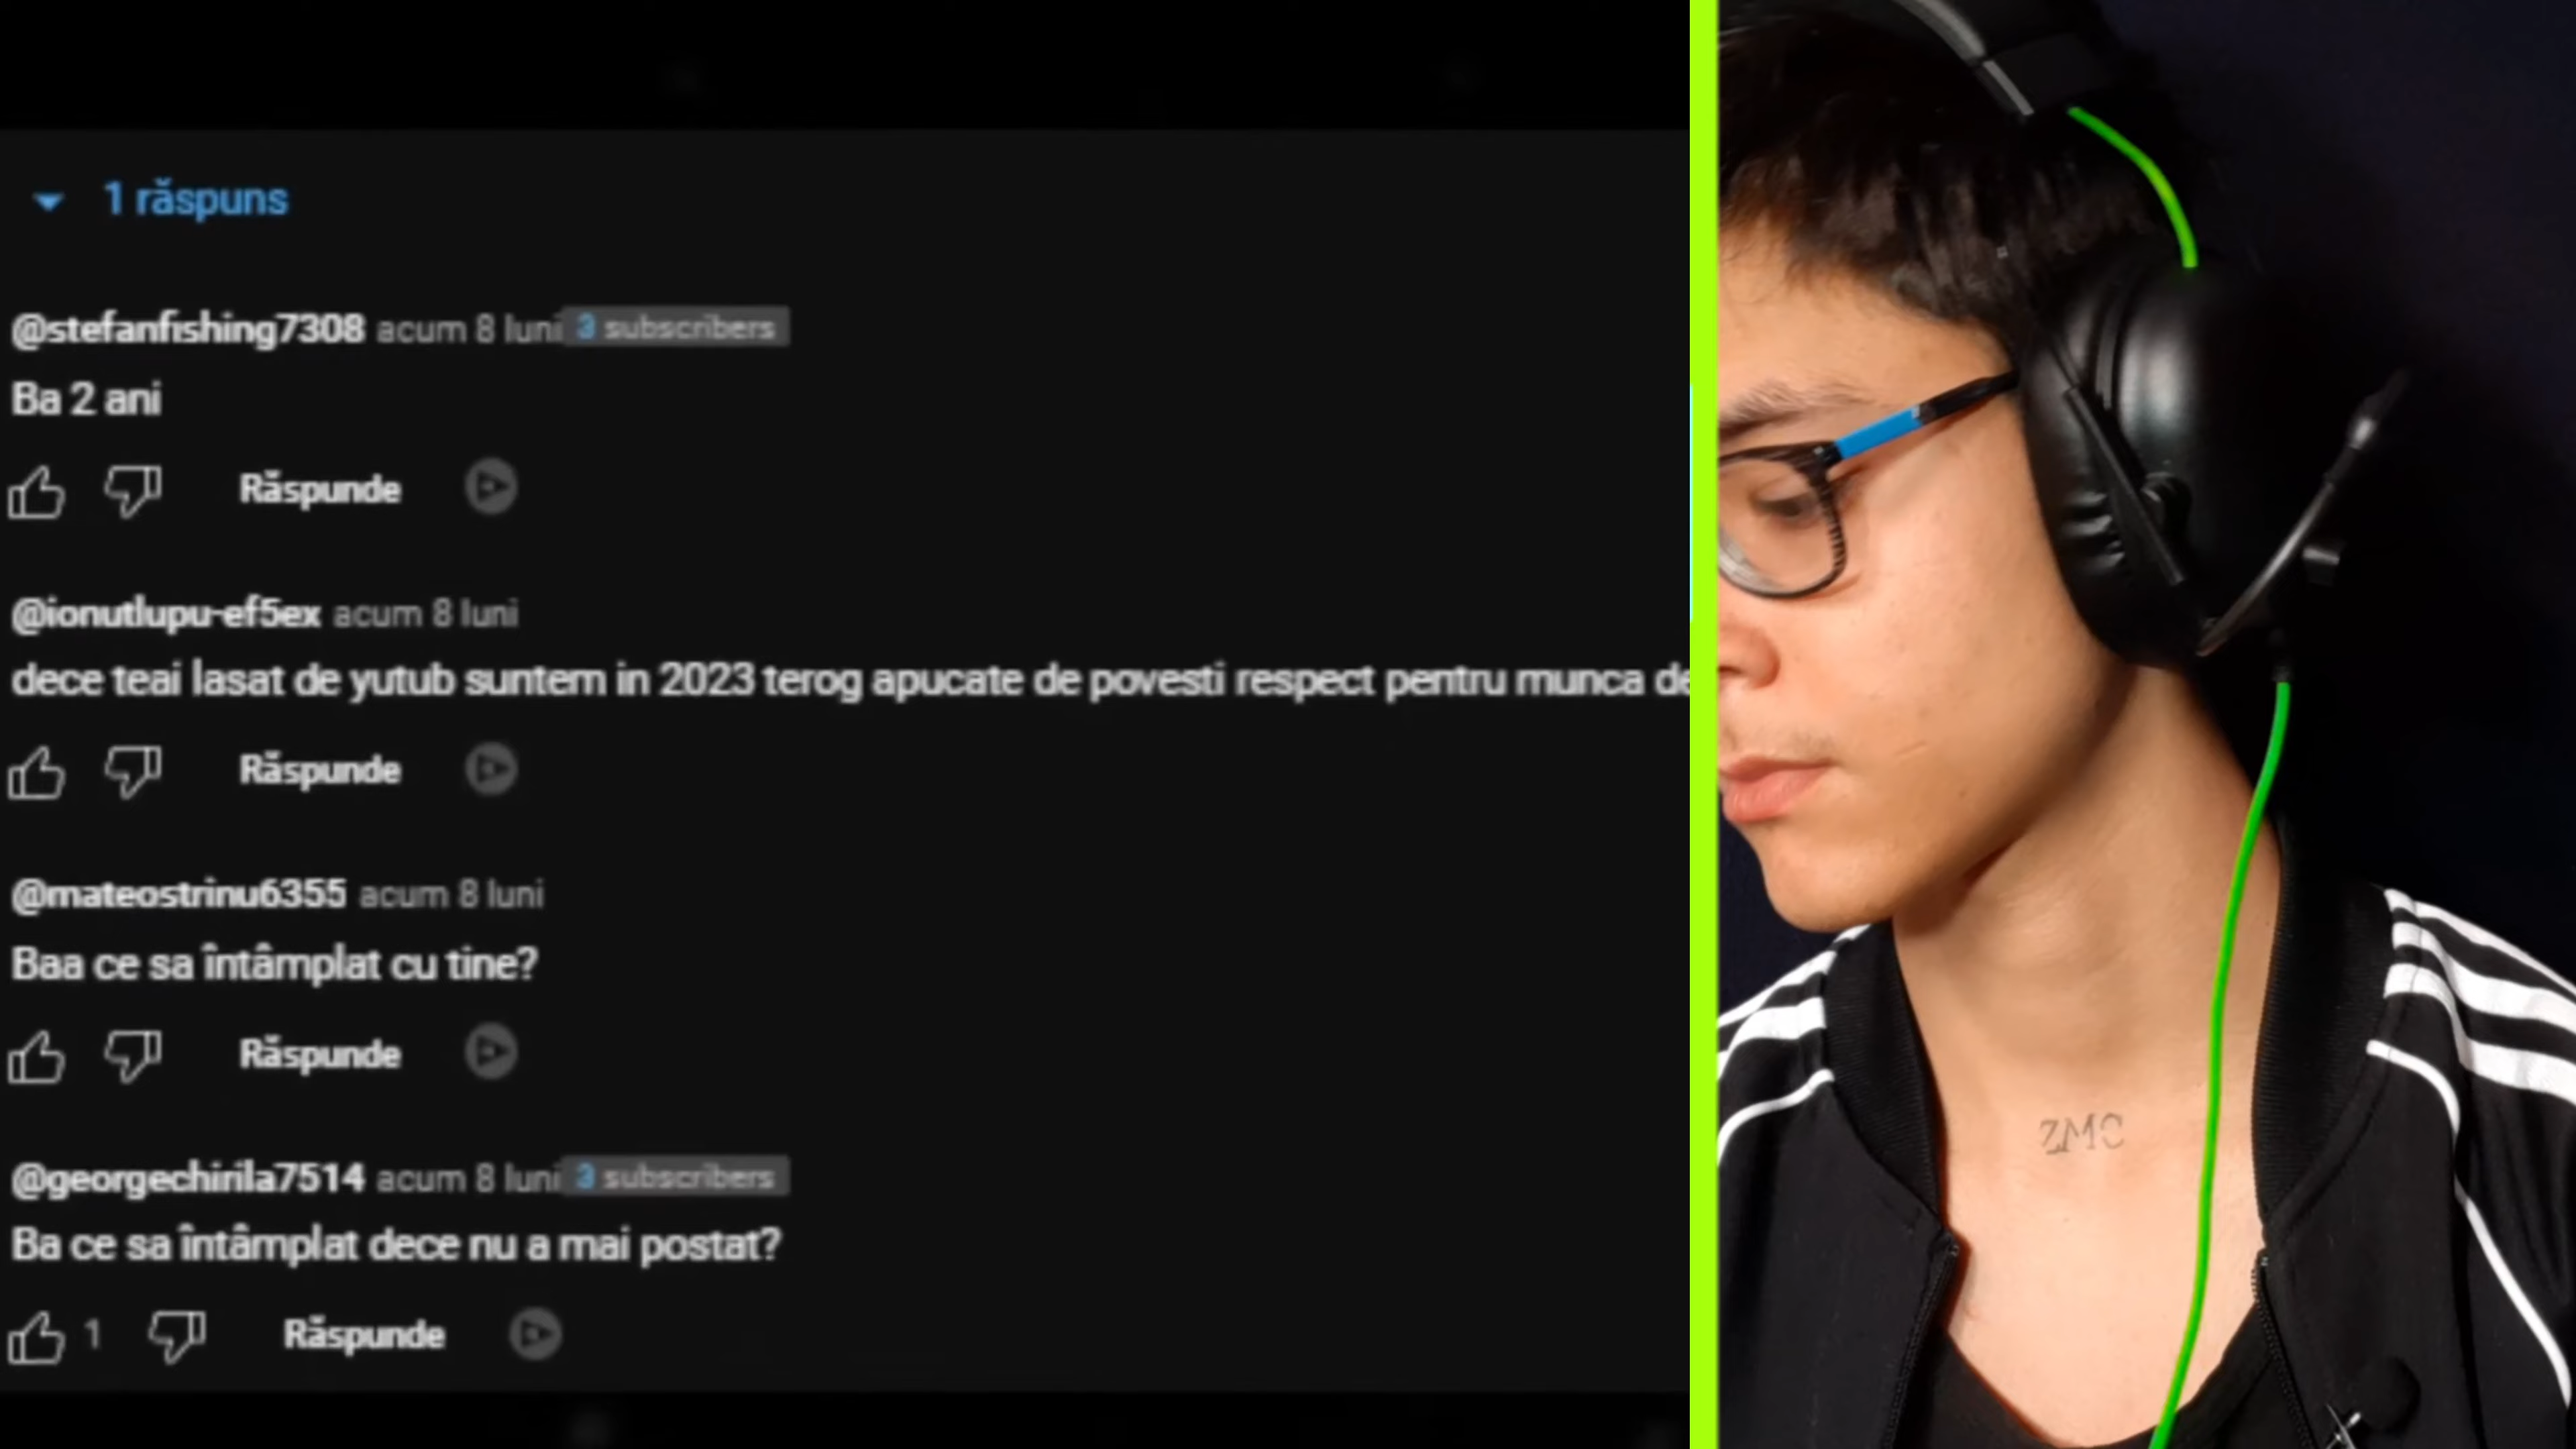 1 răspuns
@stefanfishing7308 acum 8 luni 3 subscribers
Ba 2 ani
Răspunde
@ionutlupu-ef5ex acum 8 luni
dece teai lasat de yutub suntem in 2023 terog apucate de povesti respect pentru munca de
Răspunde
@mateostrinu6355 acum 8 luni
Baa ce sa întâmplat cu tine?
Răspunde
@georgechirila7514 acum 8 luni 3 subscribers
Ba ce sa întâmplat dece nu a mai postat?
1 Răspunde
ZMC